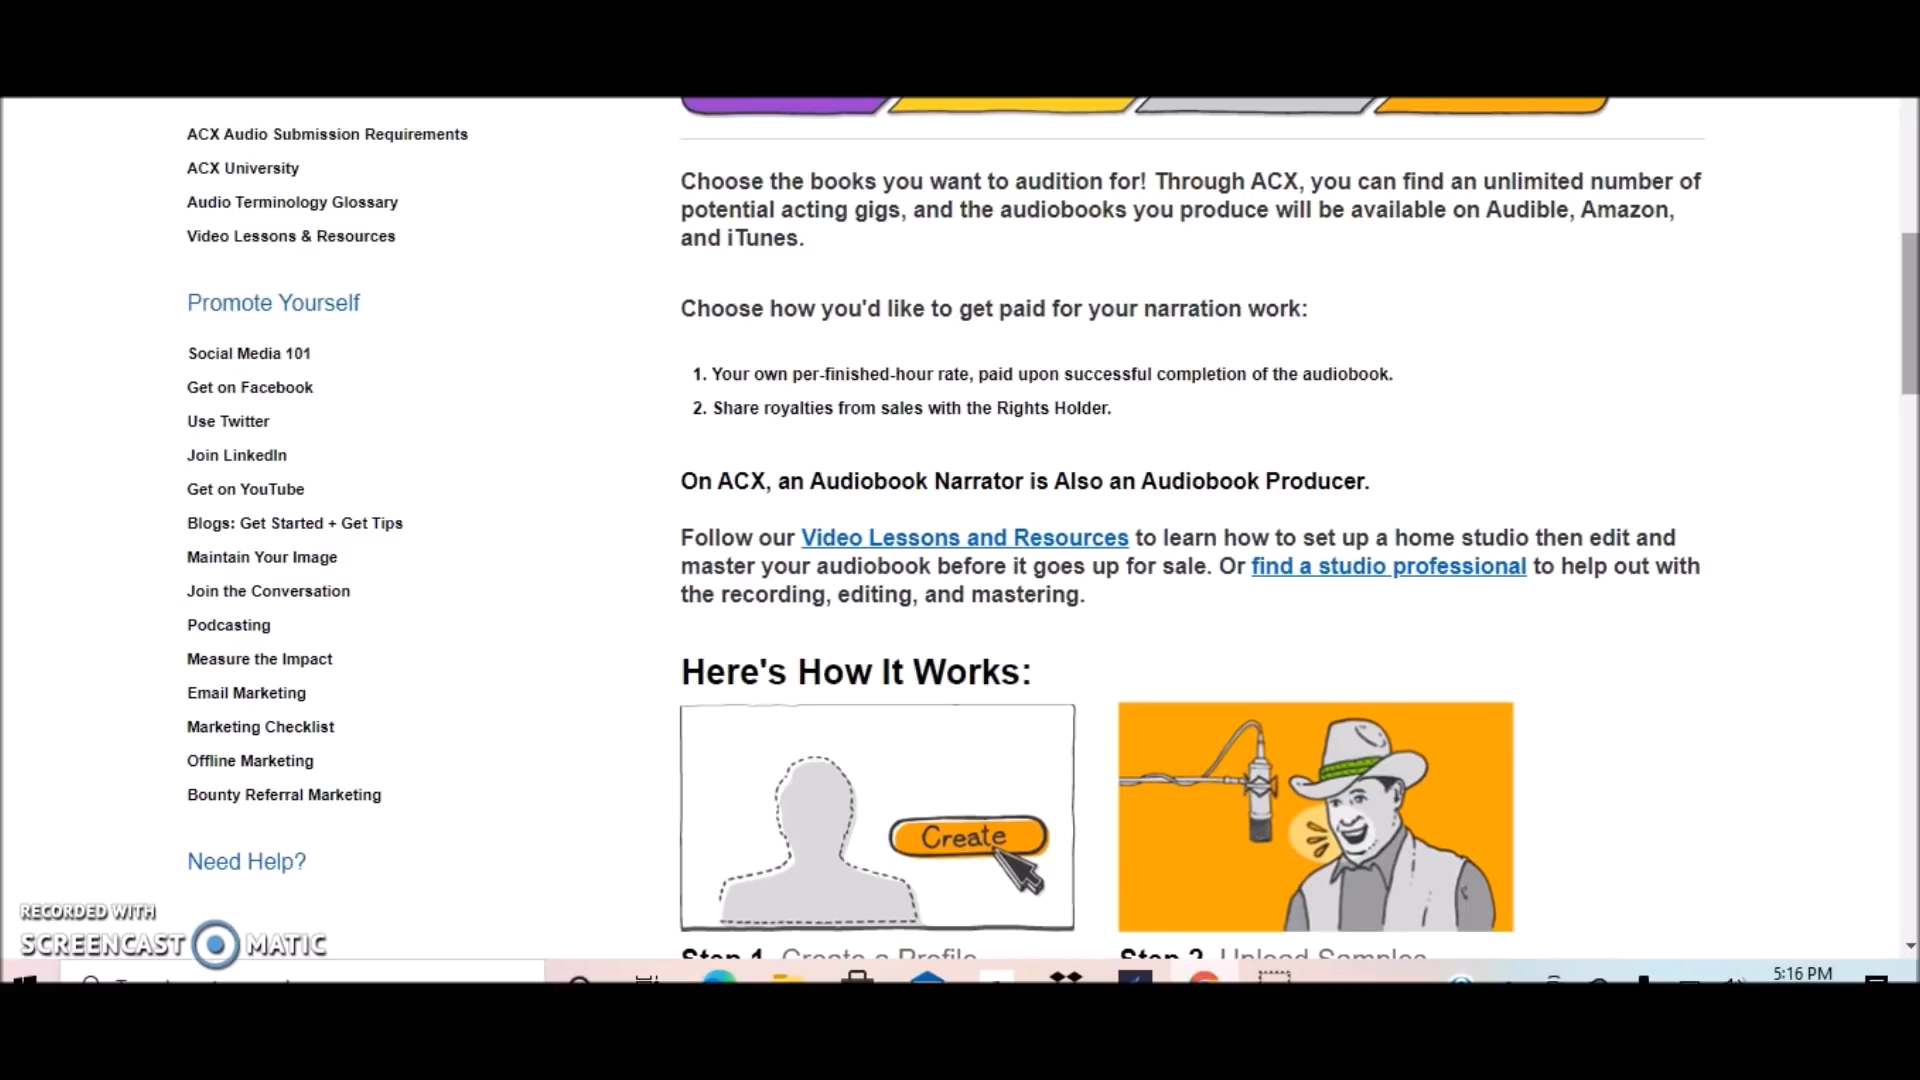 ACX Audio Submission Requirements
ACX University
Audio Terminology Glossary
Video Lessons & Resources
Promote Yourself
Social Media 101
Get on Facebook
Use Twitter
Join LinkedIn
Get on YouTube
Blogs: Get Started + Get Tips
Maintain Your Image
Join the Conversation
Podcasting
Measure the Impact
Email Marketing
Marketing Checklist
Offline Marketing
Bounty Referral Marketing
Need Help?
Choose the books you want to audition for! Through ACX, you can find an unlimited number of
potential acting gigs, and the audiobooks you produce will be available on Audible, Amazon,
and iTunes.
Choose how you'd like to get paid for your narration work:
1. Your own per-finished-hour rate, paid upon successful completion of the audiobook.
2. Share royalties from sales with the Rights Holder.
On ACX, an Audiobook Narrator is Also an Audiobook Producer.
Follow our Video Lessons and Resources to learn how to set up a home studio then edit and
master your audiobook before it goes up for sale. Or find a studio professional to help out with
the recording, editing, and mastering.
Here's How It Works:
Create
Step 1 Create a Profile
Step 2 Upload Samples
RECORDED WITH
SCREENCAST MATIC
5:16 PM